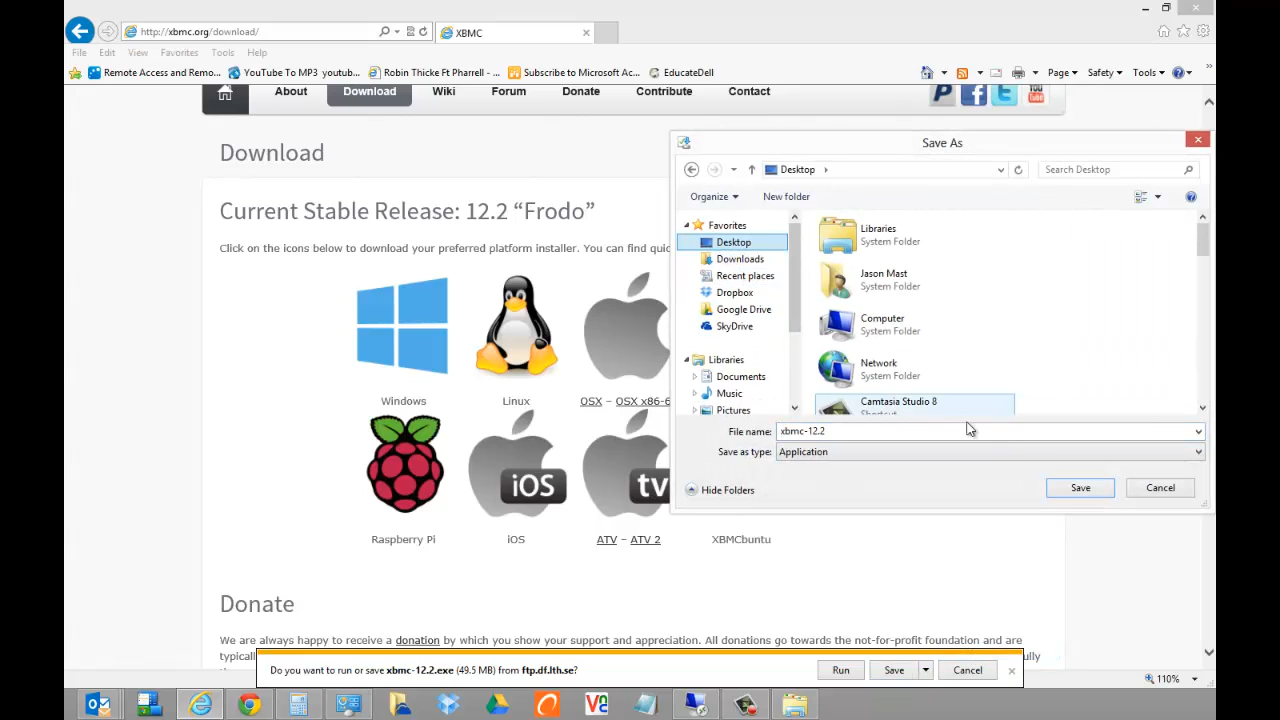 http://xbmc.org/download/
XBMC
File Edit View Favorites Tools Help
Remote Access and Remo... YouTube To MP3 youtub... Robin Thicke Ft Pharrell - ... Subscribe to Microsoft Ac... EducateDell
Page Safety Tools
About Download Wiki Forum Donate Contribute Contact
Download
Current Stable Release: 12.2 “Frodo”
Click on the icons below to download your preferred platform installer. You can find quic
Windows Linux OSX – OSX x86-6
iOS tv
Raspberry Pi iOS ATV – ATV 2 XBMCbuntu
Donate
We are always happy to receive a donation by which you show your support and appreciation. All donations go towards the not-for-profit foundation and are
typical
Save As
Desktop
Search Desktop
Organize New folder
Favorites
Desktop
Downloads
Recent places
Dropbox
Google Drive
SkyDrive
Libraries
Documents
Music
Pictures
Libraries
System Folder
Jason Mast
System Folder
Computer
System Folder
Network
System Folder
Camtasia Studio 8
Shortcut
File name: xbmc-12.2
Save as type: Application
Hide Folders Save Cancel
Do you want to run or save xbmc-12.2.exe (49.5 MB) from ftp.df.lth.se?
Run Save Cancel
110%